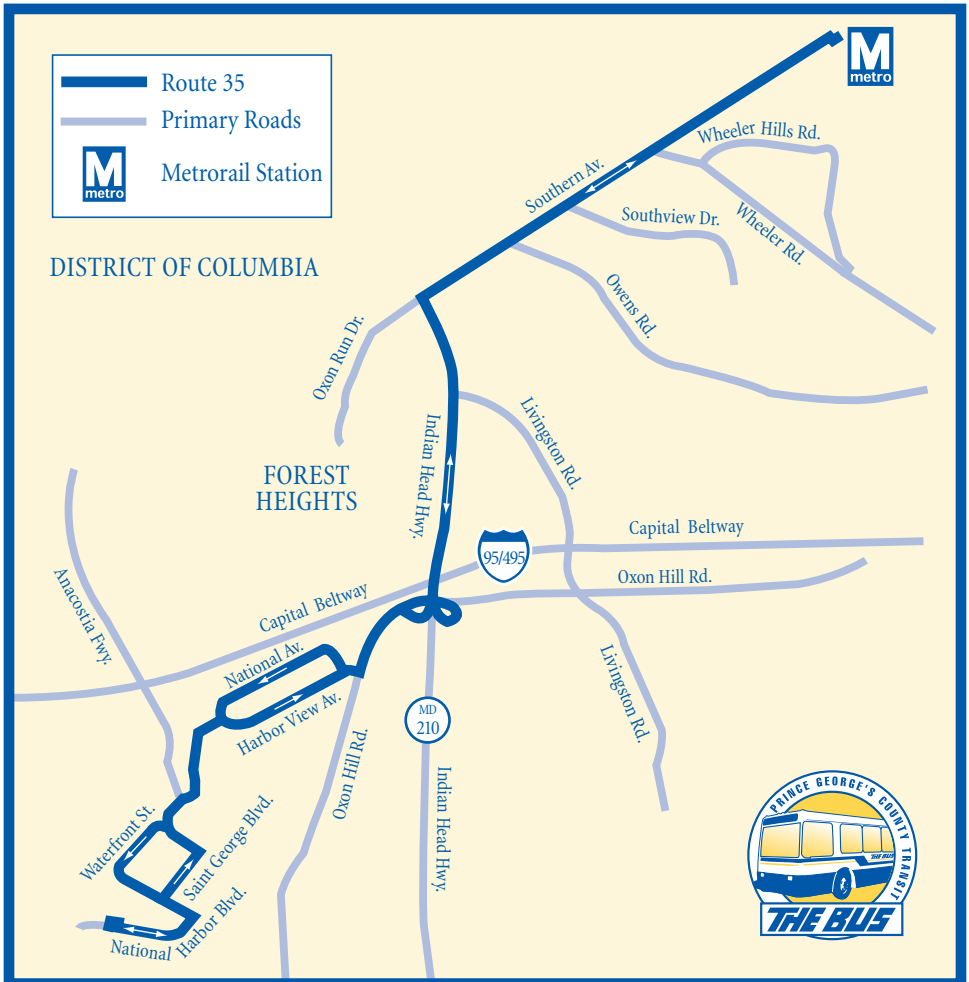 M
metro
Route 35
Primary Roads
M
metro
Metrorail Station
Wheeler Hills Rd.
Southern Av.
Southview Dr.
Wheeler Rd.
DISTRICT OF COLUMBIA
Owens Rd.
Oxon Run Dr.
Livingston Rd.
Indian Head Hwy.
FOREST
HEIGHTS
95/495
Capital Beltway
Oxon Hill Rd.
Anacostia Fwy.
Capital Beltway
National Av.
Harbor View Av.
Livingston Rd.
MD
210
Oxon Hill Rd.
Indian Head Hwy.
Waterfront St.
Saint George Blvd.
National Harbor Blvd.
PRINCE GEORGE'S COUNTY TRANSIT
THE BUS
THE BUS